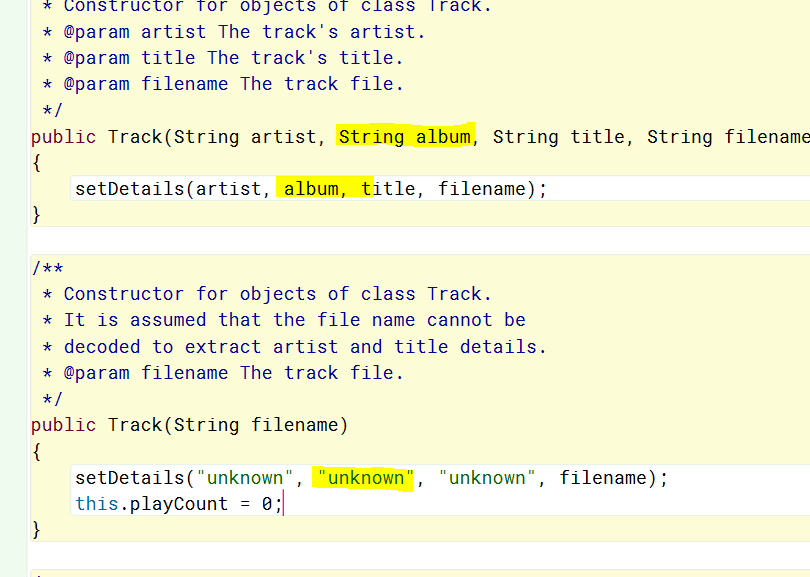 * Constructor for objects of class Track.
* @param artist The track's artist.
* @param title The track's title.
* @param filename The track file.
*/
public Track(String artist, String album, String title, String filename
{
setDetails(artist, album, title, filename);
}
/**
* Constructor for objects of class Track.
* It is assumed that the file name cannot be
* decoded to extract artist and title details.
* @param filename The track file.
*/
public Track(String filename)
{
setDetails("unknown", "unknown", "unknown", filename);
this.playCount = 0;
}